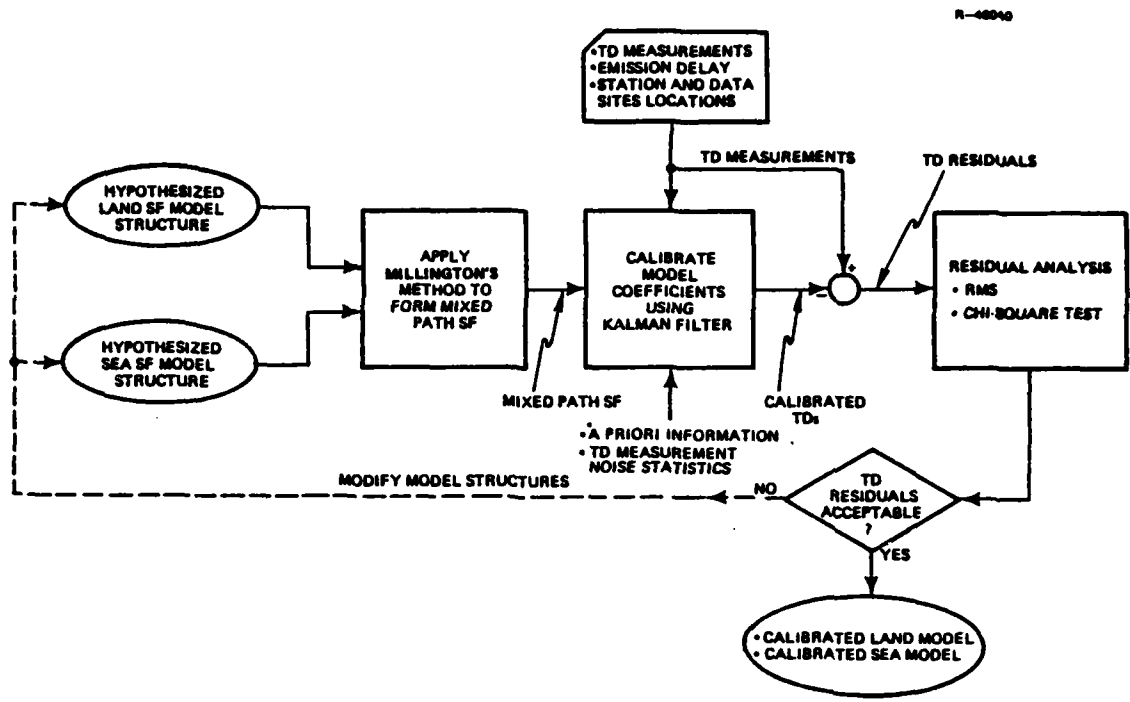 • TD MEASUREMENTS
• EMISSION DELAY
• STATION AND DATA
SITES LOCATIONS
TD MEASUREMENTS
TD RESIDUALS
HYPOTHESIZED
LAND SF MODEL
STRUCTURE
APPLY
MILLINGTON'S
METHOD TO
FORM MIXED
PATH SF
CALIBRATE
MODEL
COEFFICIENTS
USING
KALMAN FILTER
+
–
RESIDUAL ANALYSIS
• RMS
• CHI-SQUARE TEST
HYPOTHESIZED
SEA SF MODEL
STRUCTURE
MIXED PATH SF
CALIBRATED
TDs
• A PRIORI INFORMATION
• TD MEASUREMENT
NOISE STATISTICS
MODIFY MODEL STRUCTURES
NO
TD
RESIDUALS
ACCEPTABLE
?
YES
• CALIBRATED LAND MODEL
• CALIBRATED SEA MODEL